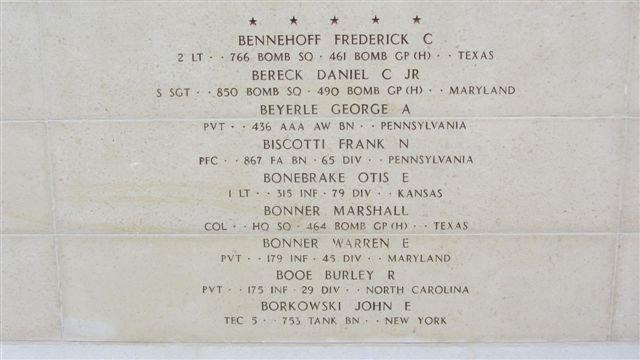 ★ ★ ★ ★ ★
BENNEHOFF FREDERICK C
2 LT · · 766 BOMB SQ · 461 BOMB GP (H) · · TEXAS
BERECK DANIEL C JR
S SGT · · 850 BOMB SQ · 490 BOMB GP (H) · · MARYLAND
BEYERLE GEORGE A
PVT · · 436 AAA AW BN · · PENNSYLVANIA
BISCOTTI FRANK N
PFC · · 867 FA BN · 65 DIV · · PENNSYLVANIA
BONEBRAKE OTIS E
1 LT · · 315 INF · 79 DIV · · KANSAS
BONNER MARSHALL
COL · · HQ SQ · 464 BOMB GP (H) · · TEXAS
BONNER WARREN E
PVT · · 179 INF · 45 DIV · · MARYLAND
BOOE BURLEY R
PVT · · 175 INF · 29 DIV · · NORTH CAROLINA
BORKOWSKI JOHN E
TEC 5 · · 753 TANK BN · · NEW YORK